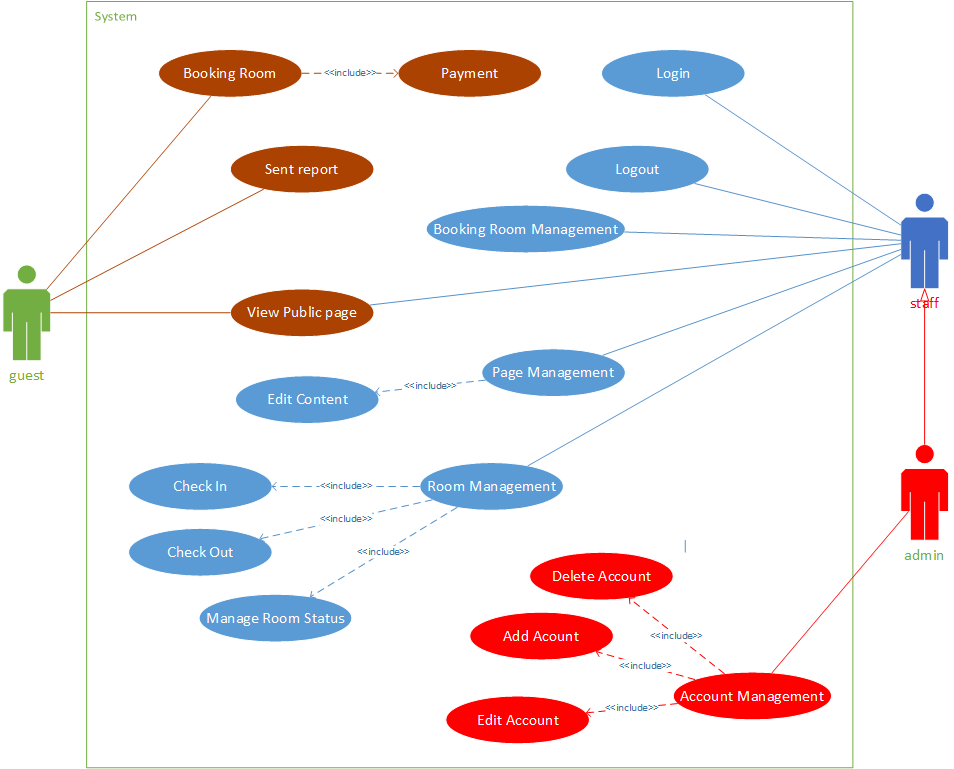 System
Booking Room
<<include>>
Payment
Login
Sent report
Logout
Booking Room Management
staff
View Public page
guest
Page Management
<<include>>
Edit Content
Check In
<<include>>
Room Management
<<include>>
Check Out
<<include>>
admin
Delete Account
Manage Room Status
Add Acount
<<include>>
<<include>>
Account Management
<<include>>
Edit Account